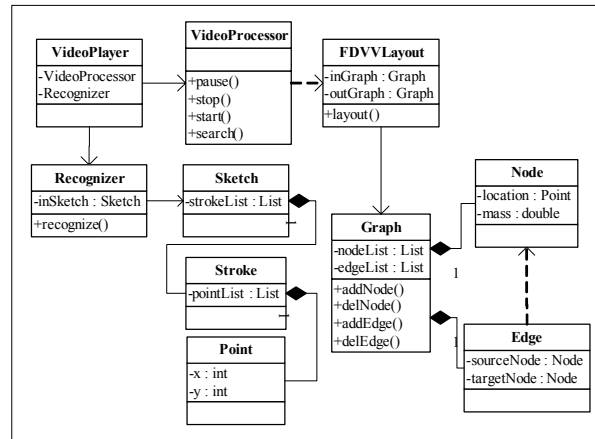 VideoPlayer
-VideoProcessor
-Recognizer
VideoProcessor
+pause()
+stop()
+start()
+search()
FDVVLayout
-inGraph : Graph
-outGraph : Graph
+layout()
Recognizer
-inSketch : Sketch
+recognize()
Sketch
-strokeList : List
1
Stroke
-pointList : List
1
Point
-x : int
-y : int
Graph
-nodeList : List
-edgeList : List
+addNode()
+delNode()
+addEdge()
+delEdge()
1
1
Node
-location : Point
-mass : double
Edge
-sourceNode : Node
-targetNode : Node